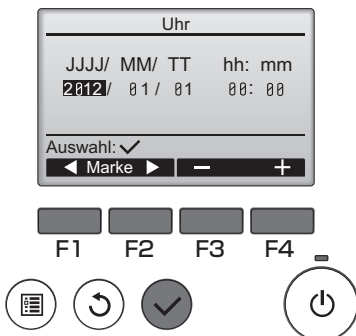 Uhr
JJJJ/ MM/ TT hh: mm
2012/ 01/ 01 00: 00
Auswahl: ✓
◀ Marke ▶ − +
F1 F2 F3 F4